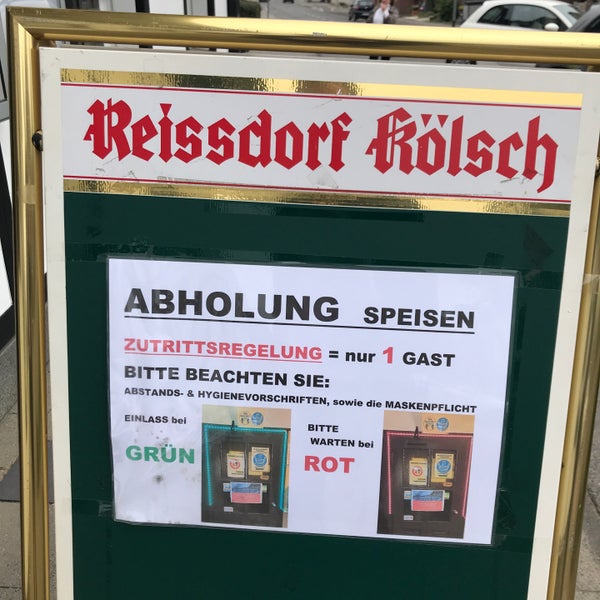 Reissdorf Kölsch
ABHOLUNG SPEISEN
ZUTRITTSREGELUNG = nur 1 GAST
BITTE BEACHTEN SIE:
ABSTANDS- & HYGIENEVORSCHRIFTEN, sowie die MASKENPFLICHT
EINLASS bei
GRÜN
BITTE
WARTEN bei
ROT